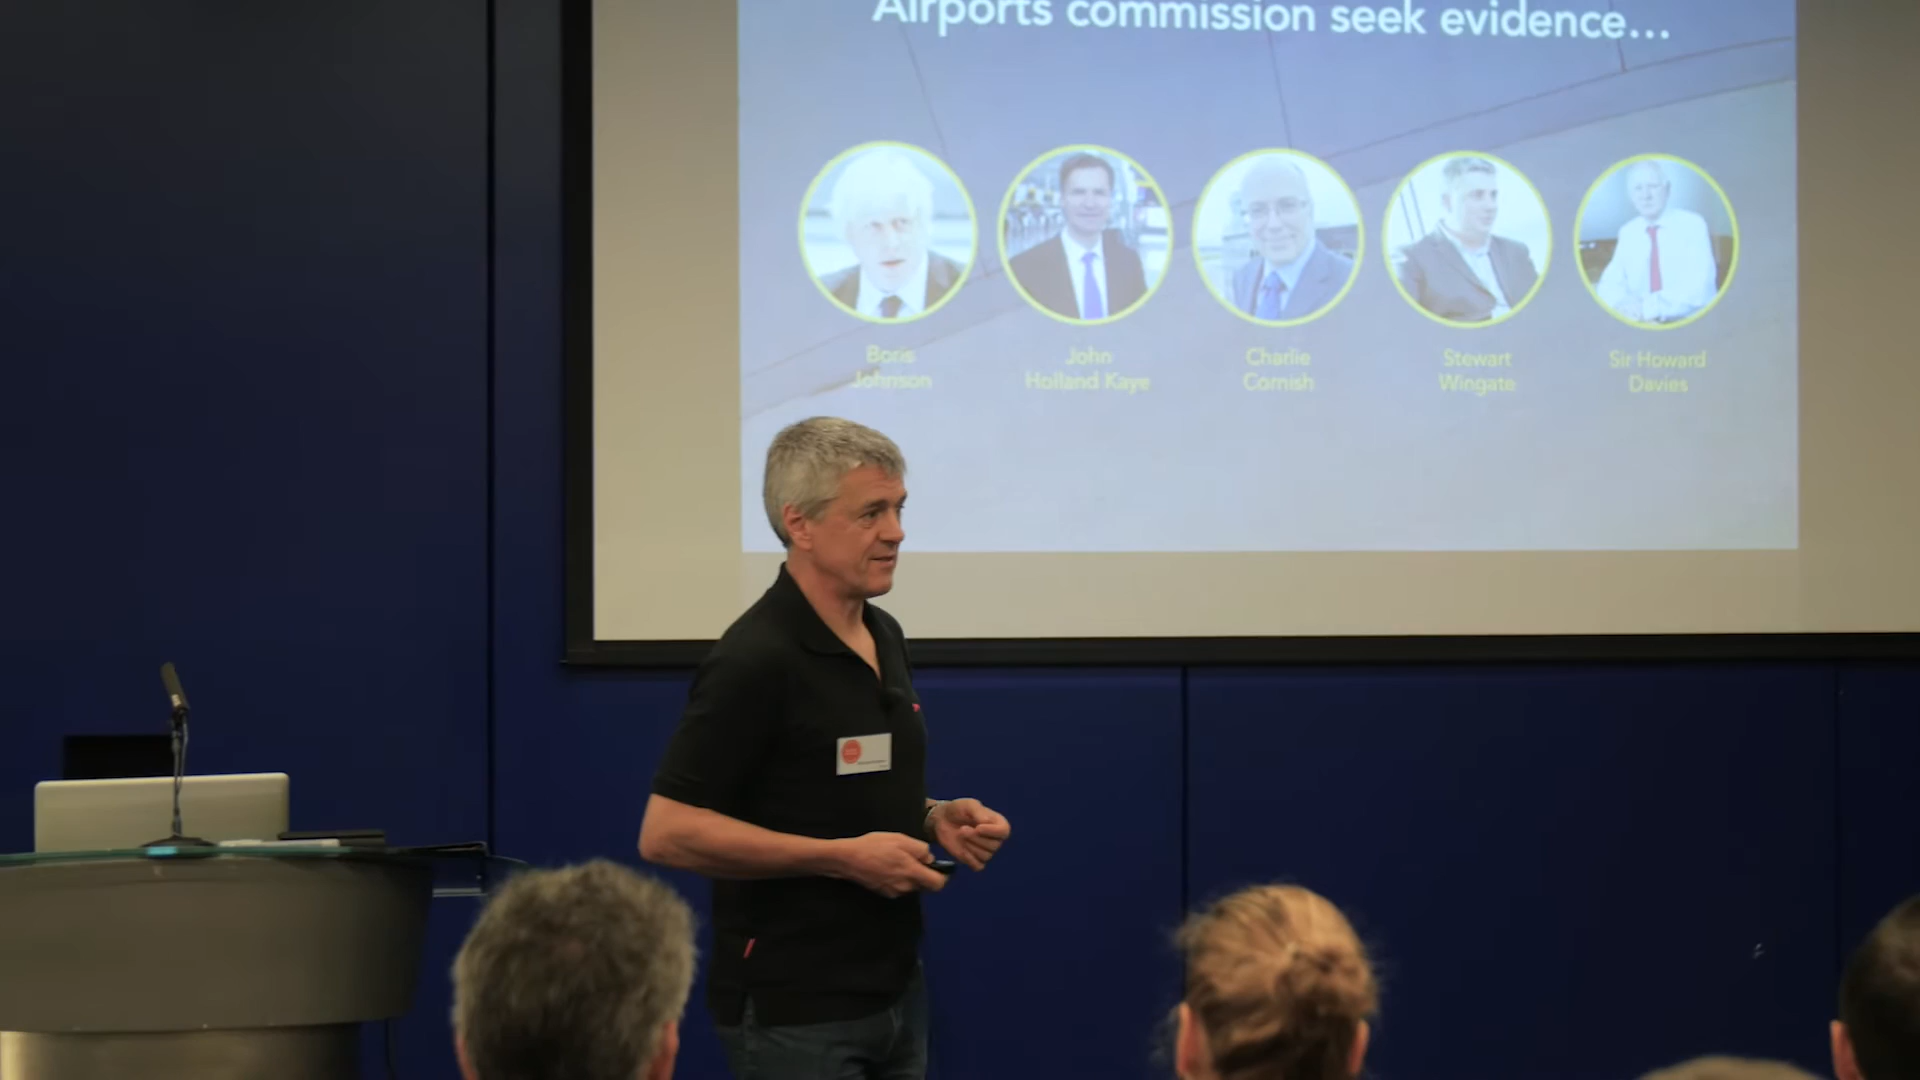 Airports commission seek evidence...
Boris
Johnson
John
Holland Kaye
Charlie
Cornish
Stewart
Wingate
Sir Howard
Davies